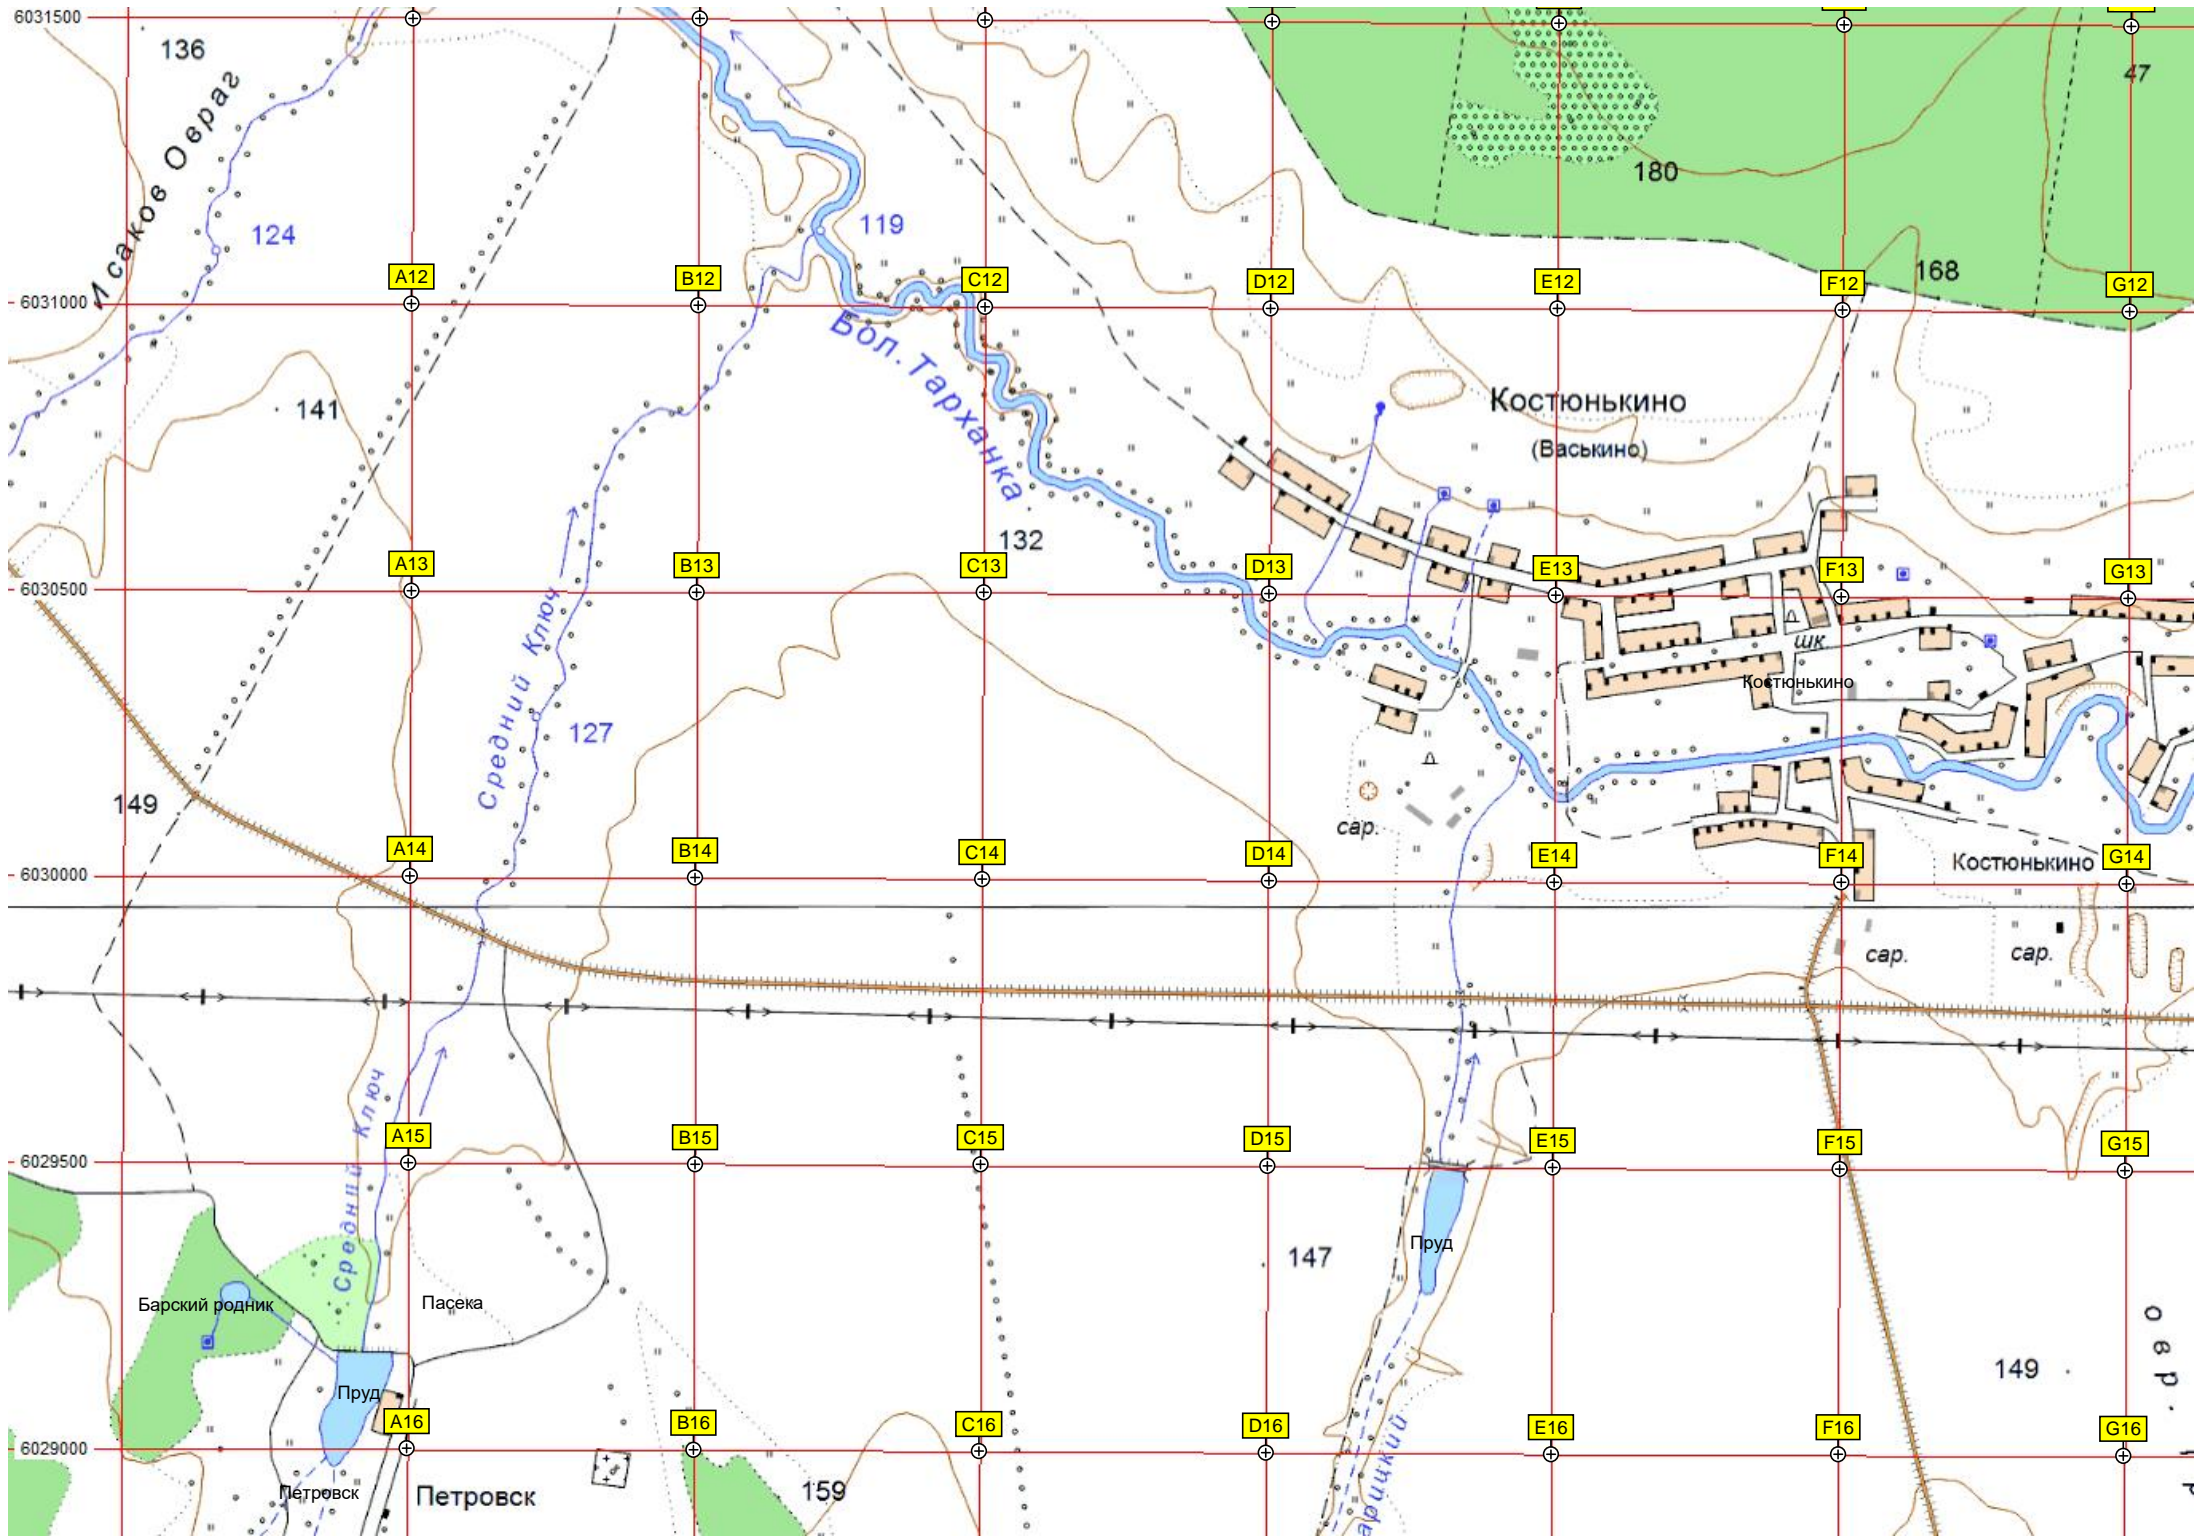 6031500
136
47
Исаков Овраг
180
124
119
168
A12
B12
C12
D12
E12
F12
G12
6031000
Бол. Тарханка
141
Костюнькино
(Васькино)
132
A13
B13
C13
D13
E13
F13
G13
6030500
Средний Ключ
шк.
Костюнькино
127
149
сар.
A14
B14
C14
D14
E14
F14
G14
Костюнькино
6030000
сар.
сар.
Средний Ключ
A15
B15
C15
D15
E15
F15
G15
6029500
Пруд
147
Барский родник
Пасека
овр.
149
Пруд
A16
B16
C16
D16
E16
F16
G16
6029000
Петровск
Петровск
159
арицкий